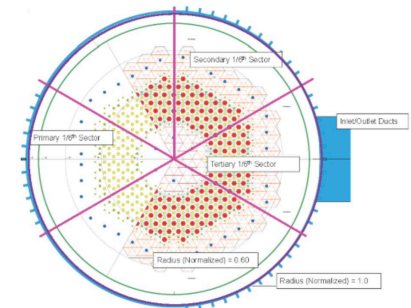 Secondary 1/6th Sector
Inlet/Outlet Ducts
Primary 1/6th Sector
Tertiary 1/6th Sector
Radius (Normalized) = 0.60
Radius (Normalized) = 1.0